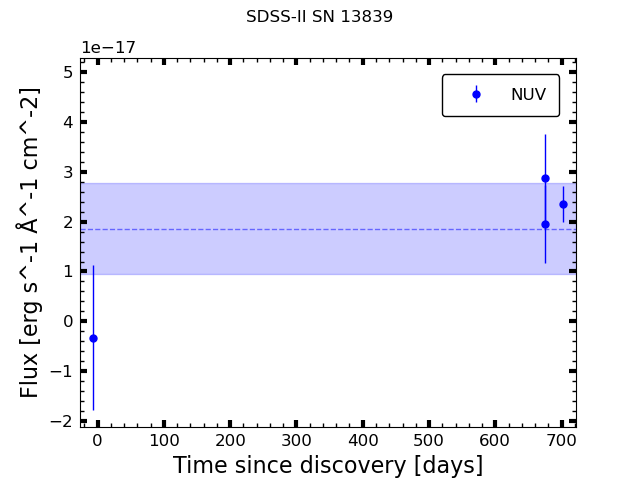 SDSS-II SN 13839
1e−17
NUV
5
4
3
2
1
0
−1
−2
Flux [erg s^-1 Å^-1 cm^-2]
0 100 200 300 400 500 600 700
Time since discovery [days]